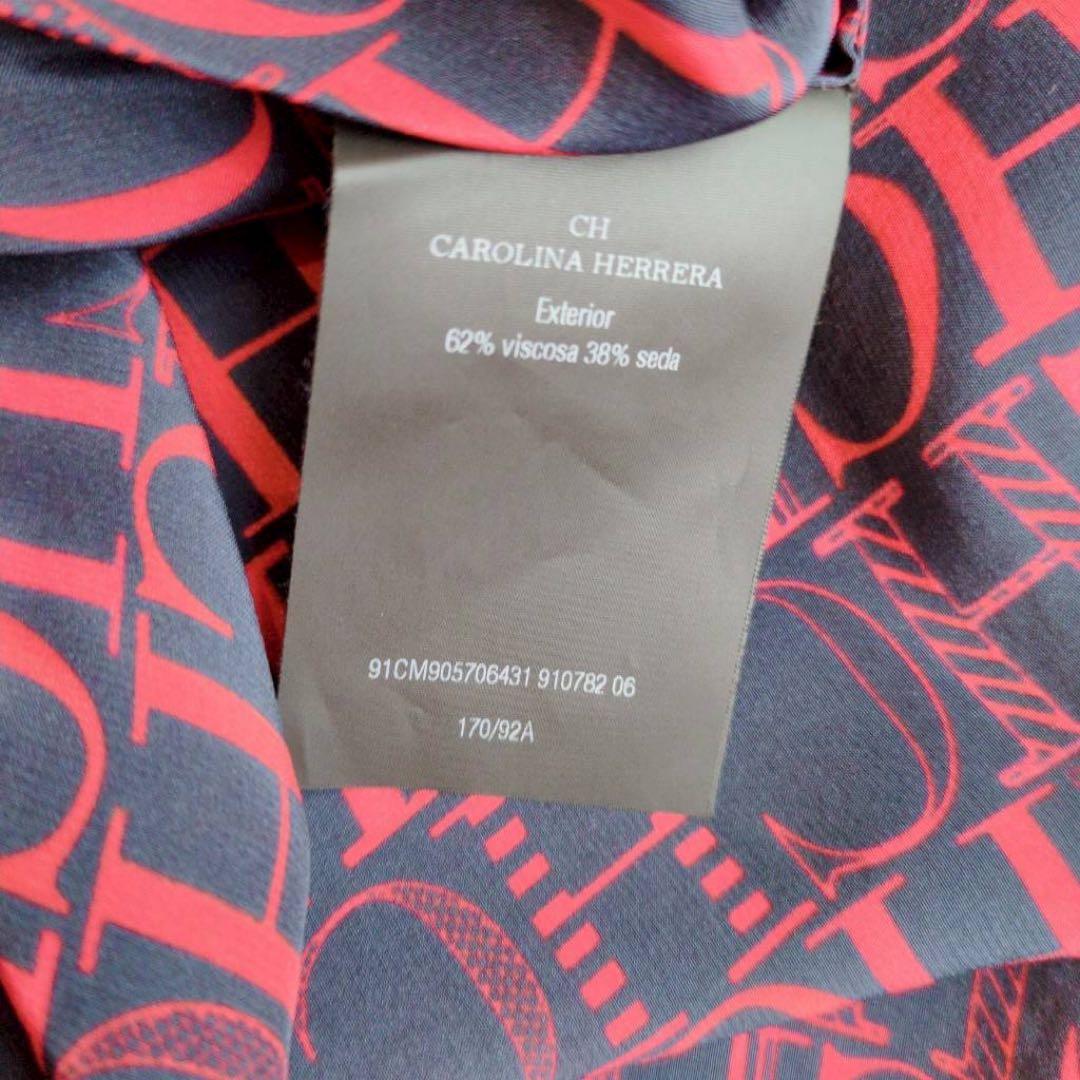 CH
CAROLINA HERRERA
Exterior
62% viscosa 38% seda
91CM905706431 910782 06
170/92A